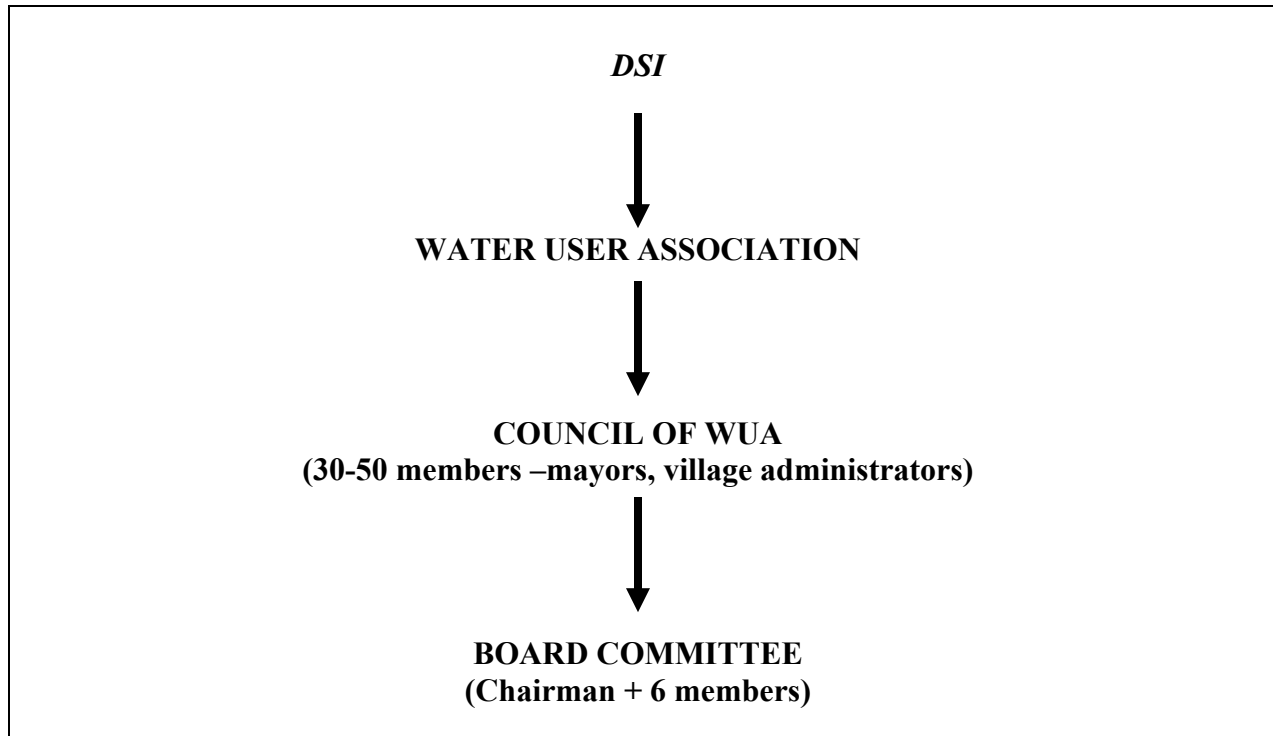 DSI
WATER USER ASSOCIATION
COUNCIL OF WUA
(30-50 members –mayors, village administrators)
BOARD COMMITTEE
(Chairman + 6 members)